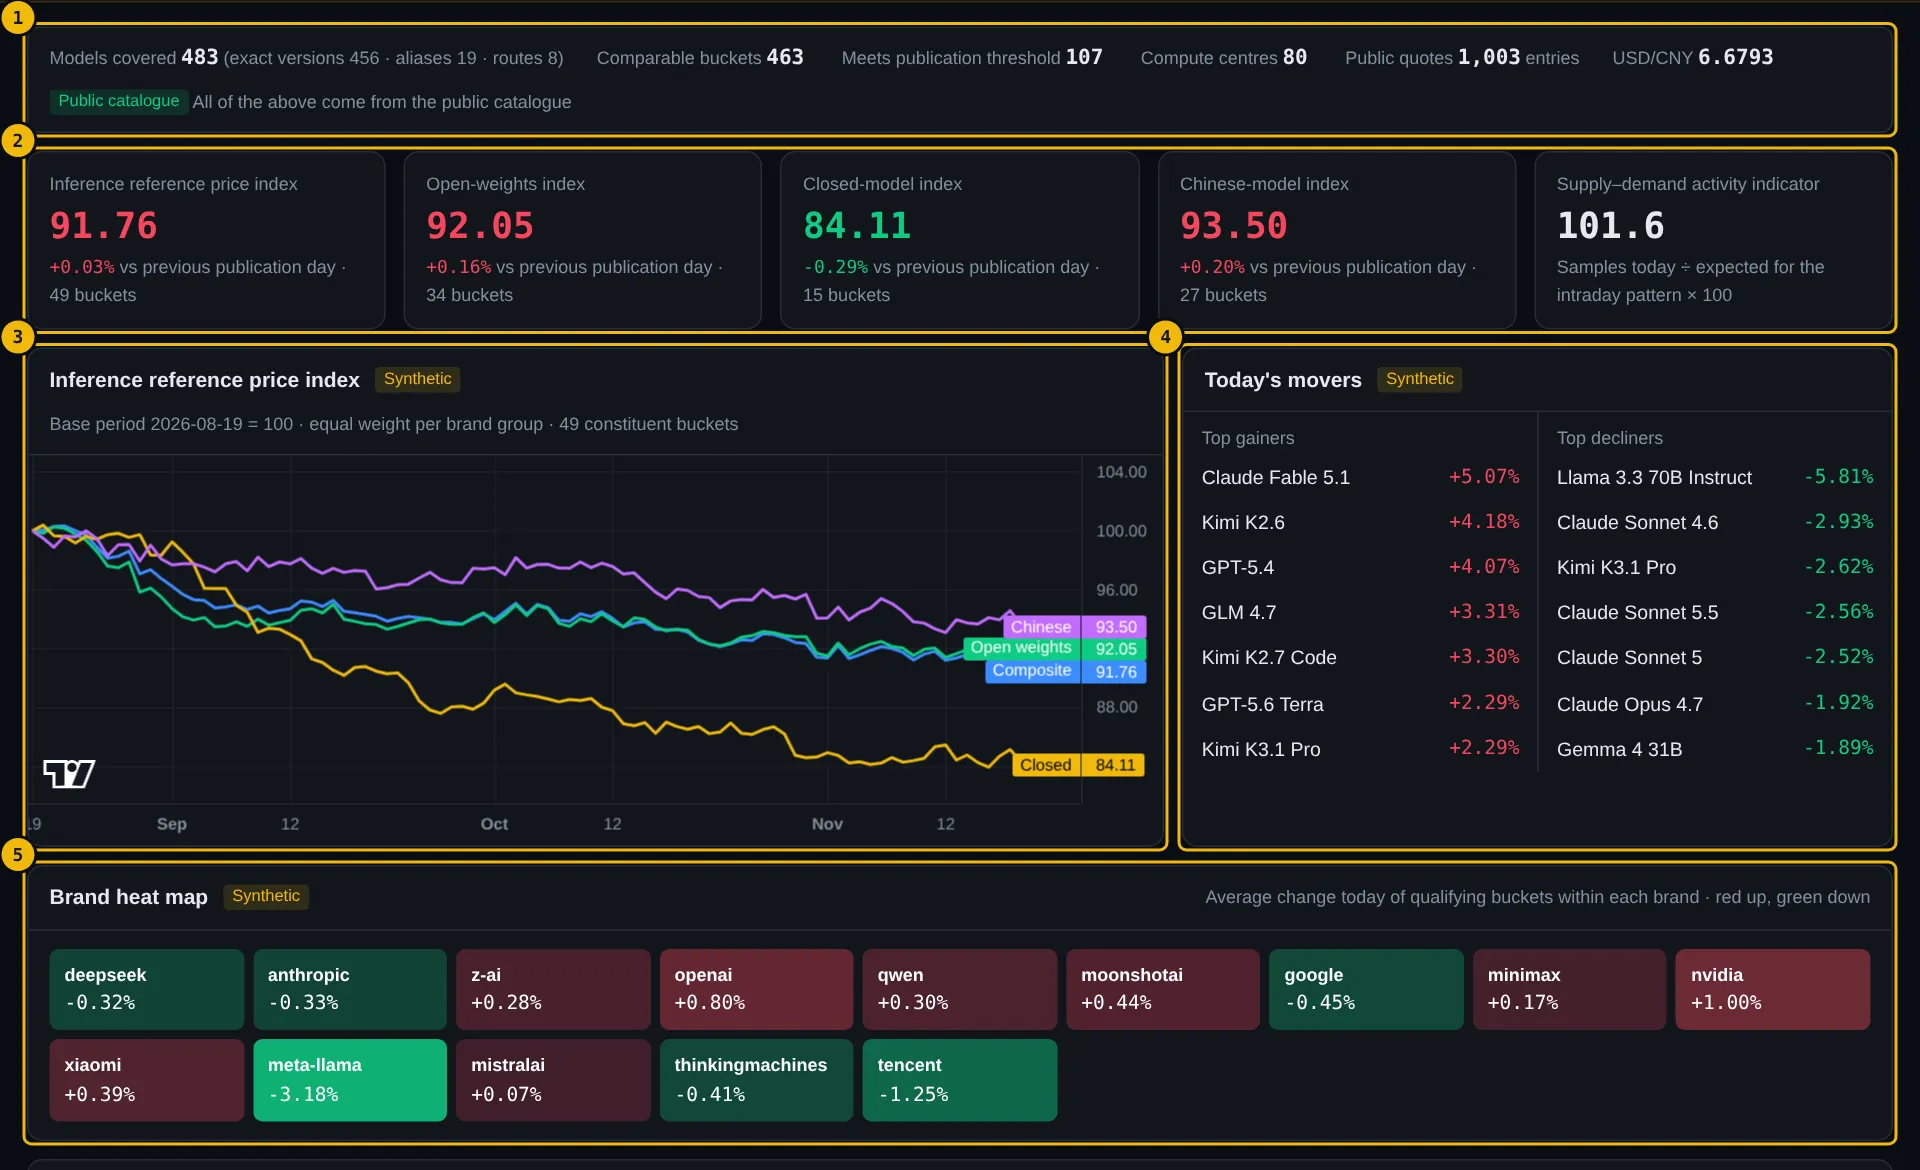 1
Models covered 483 (exact versions 456 · aliases 19 · routes 8) Comparable buckets 463 Meets publication threshold 107 Compute centres 80 Public quotes 1,003 entries USD/CNY 6.6793
Public catalogue All of the above come from the public catalogue
2
Inference reference price index
91.76
+0.03% vs previous publication day ·
49 buckets
Open-weights index
92.05
+0.16% vs previous publication day ·
34 buckets
Closed-model index
84.11
-0.29% vs previous publication day ·
15 buckets
Chinese-model index
93.50
+0.20% vs previous publication day ·
27 buckets
Supply–demand activity indicator
101.6
Samples today ÷ expected for the
intraday pattern × 100
3
Inference reference price index Synthetic
Base period 2026-08-19 = 100 · equal weight per brand group · 49 constituent buckets
104.00
100.00
96.00
Chinese 93.50
Open weights 92.05
Composite 91.76
88.00
Closed 84.11
19 Sep 12 Oct 12 Nov 12
4
Today's movers Synthetic
Top gainers
Claude Fable 5.1 +5.07%
Kimi K2.6 +4.18%
GPT-5.4 +4.07%
GLM 4.7 +3.31%
Kimi K2.7 Code +3.30%
GPT-5.6 Terra +2.29%
Kimi K3.1 Pro +2.29%
Top decliners
Llama 3.3 70B Instruct -5.81%
Claude Sonnet 4.6 -2.93%
Kimi K3.1 Pro -2.62%
Claude Sonnet 5.5 -2.56%
Claude Sonnet 5 -2.52%
Claude Opus 4.7 -1.92%
Gemma 4 31B -1.89%
5
Brand heat map Synthetic
Average change today of qualifying buckets within each brand · red up, green down
deepseek
-0.32%
anthropic
-0.33%
z-ai
+0.28%
openai
+0.80%
qwen
+0.30%
moonshotai
+0.44%
google
-0.45%
minimax
+0.17%
nvidia
+1.00%
xiaomi
+0.39%
meta-llama
-3.18%
mistralai
+0.07%
thinkingmachines
-0.41%
tencent
-1.25%